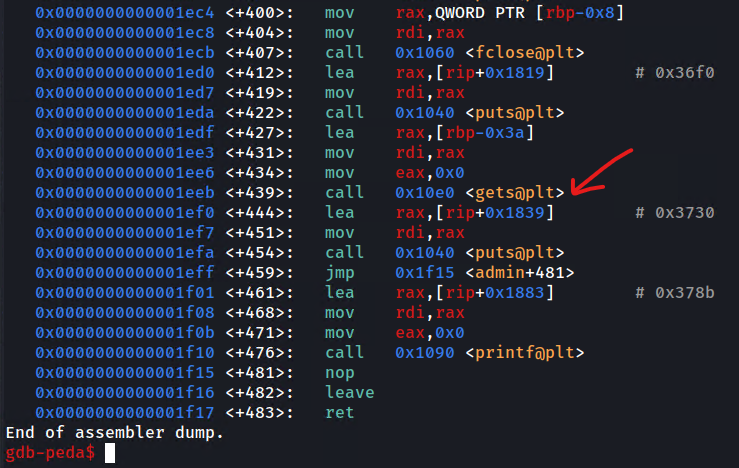 0x0000000000001ec4 <+400>: mov rax,QWORD PTR [rbp-0x8]
0x0000000000001ec8 <+404>: mov rdi,rax
0x0000000000001ecb <+407>: call 0x1060 <fclose@plt>
0x0000000000001ed0 <+412>: lea rax,[rip+0x1819] # 0x36f0
0x0000000000001ed7 <+419>: mov rdi,rax
0x0000000000001eda <+422>: call 0x1040 <puts@plt>
0x0000000000001edf <+427>: lea rax,[rbp-0x3a]
0x0000000000001ee3 <+431>: mov rdi,rax
0x0000000000001ee6 <+434>: mov eax,0x0
0x0000000000001eeb <+439>: call 0x10e0 <gets@plt>
0x0000000000001ef0 <+444>: lea rax,[rip+0x1839] # 0x3730
0x0000000000001ef7 <+451>: mov rdi,rax
0x0000000000001efa <+454>: call 0x1040 <puts@plt>
0x0000000000001eff <+459>: jmp 0x1f15 <admin+481>
0x0000000000001f01 <+461>: lea rax,[rip+0x1883] # 0x378b
0x0000000000001f08 <+468>: mov rdi,rax
0x0000000000001f0b <+471>: mov eax,0x0
0x0000000000001f10 <+476>: call 0x1090 <printf@plt>
0x0000000000001f15 <+481>: nop
0x0000000000001f16 <+482>: leave
0x0000000000001f17 <+483>: ret
End of assembler dump.
gdb-peda$